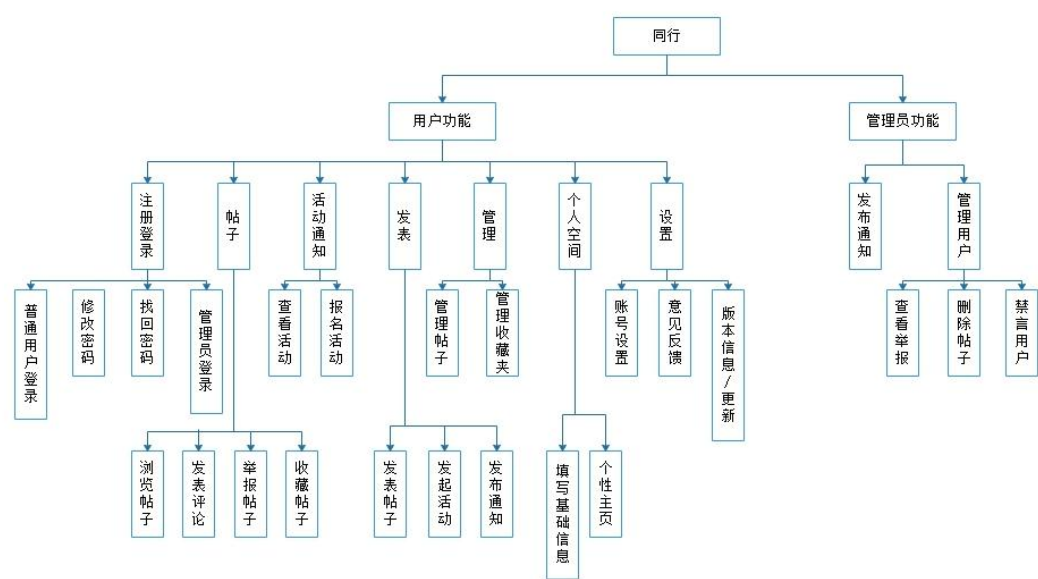 同行
用户功能
管理员功能
注册登录
帖子
活动通知
发表
管理
个人空间
设置
发布通知
管理用户
普通用户登录
修改密码
找回密码
管理员登录
查看活动
报名活动
管理帖子
管理收藏夹
账号设置
意见反馈
版本信息/更新
查看举报
删除帖子
禁言用户
浏览帖子
发表评论
举报帖子
收藏帖子
发表帖子
发起活动
发布通知
填写基础信息
个性主页